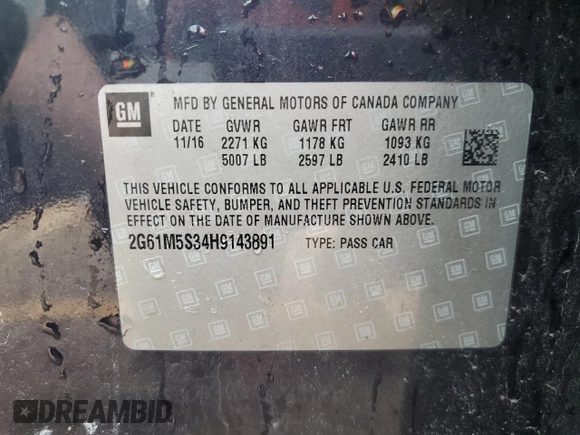 GM
MFD BY GENERAL MOTORS OF CANADA COMPANY
DATE GVWR GAWR FRT GAWR RR
11/16 2271 KG 1178 KG 1093 KG
5007 LB 2597 LB 2410 LB
THIS VEHICLE CONFORMS TO ALL APPLICABLE U.S. FEDERAL MOTOR
VEHICLE SAFETY, BUMPER, AND THEFT PREVENTION STANDARDS IN
EFFECT ON THE DATE OF MANUFACTURE SHOWN ABOVE.
2G61M5S34H9143891 TYPE: PASS CAR
DREAMBID